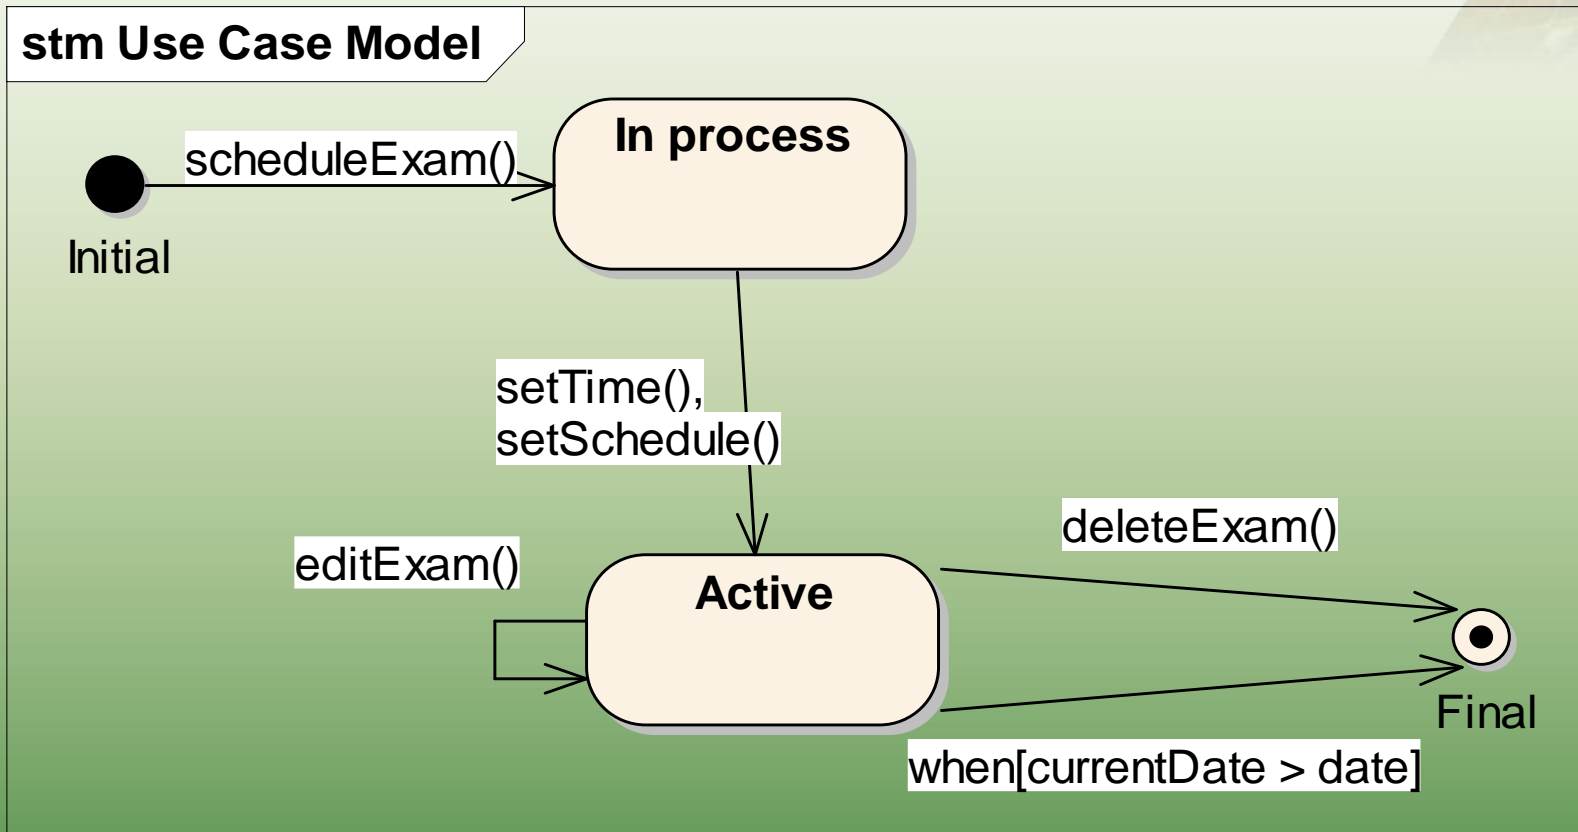 stm Use Case Model
In process
scheduleExam()
Initial
setTime(),
setSchedule()
deleteExam()
editExam()
Active
Final
when[currentDate > date]